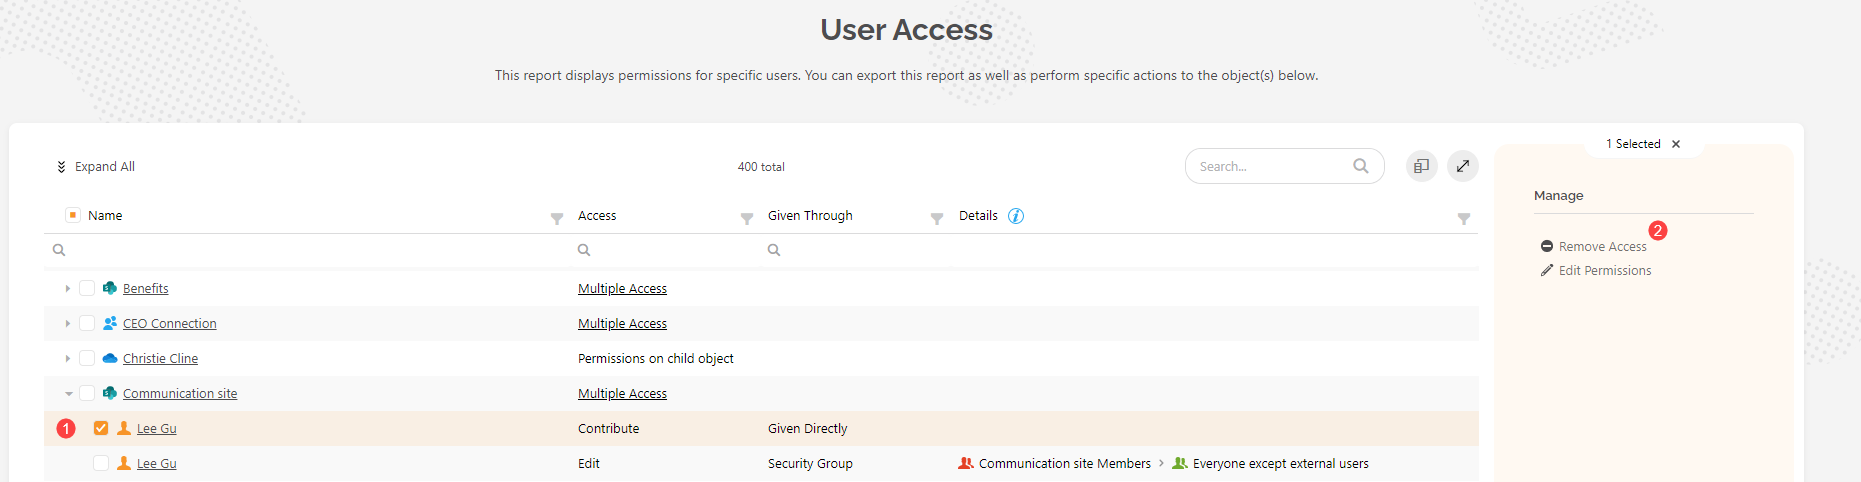 User Access
This report displays permissions for specific users. You can export this report as well as perform specific actions to the object(s) below.
1 Selected
Expand All
400 total
Search...
Manage
Name Access Given Through Details
2
Remove Access
Edit Permissions
Benefits Multiple Access
CEO Connection Multiple Access
Christie Cline Permissions on child object
Communication site Multiple Access
1 Lee Gu Contribute Given Directly
Lee Gu Edit Security Group Communication site Members > Everyone except external users